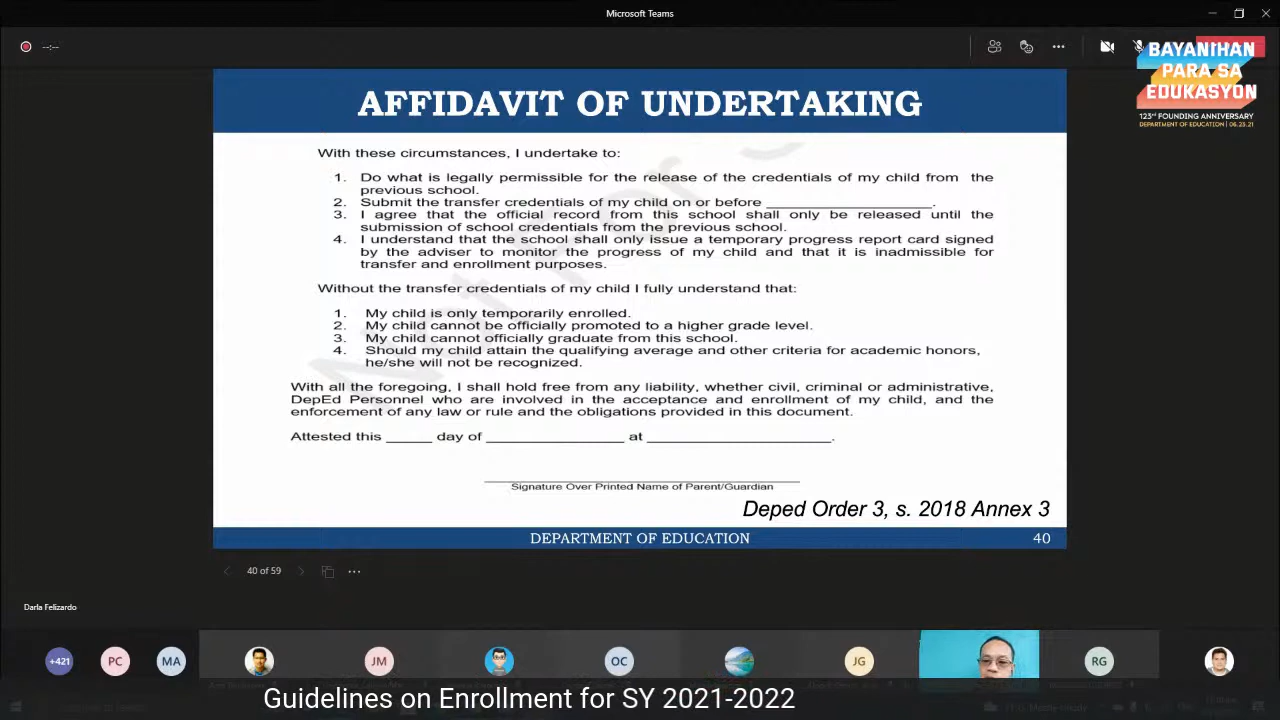 Microsoft Teams
--:--
BAYANIHAN
PARA SA
EDUKASYON
123rd FOUNDING ANNIVERSARY
DEPARTMENT OF EDUCATION | 06.23.21
AFFIDAVIT OF UNDERTAKING
With these circumstances, I undertake to:
1. Do what is legally permissible for the release of the credentials of my child from the
previous school.
2. Submit the transfer credentials of my child on or before ____________________.
3. I agree that the official record from this school shall only be released until the
submission of school credentials from the previous school.
4. I understand that the school shall only issue a temporary progress report card signed
by the adviser to monitor the progress of my child and that it is inadmissible for
transfer and enrollment purposes.
Without the transfer credentials of my child I fully understand that:
1. My child is only temporarily enrolled.
2. My child cannot be officially promoted to a higher grade level.
3. My child cannot officially graduate from this school.
4. Should my child attain the qualifying average and other criteria for academic honors,
he/she will not be recognized.
With all the foregoing, I shall hold free from any liability, whether civil, criminal or administrative,
DepEd Personnel who are involved in the acceptance and enrollment of my child, and the
enforcement of any law or rule and the obligations provided in this document.
Attested this ______ day of __________________ at ________________________.
Signature Over Printed Name of Parent/Guardian
Deped Order 3, s. 2018 Annex 3
DEPARTMENT OF EDUCATION 40
40 of 59
Darla Felizardo
+421 PC MA JM OC JG RG
Guidelines on Enrollment for SY 2021-2022